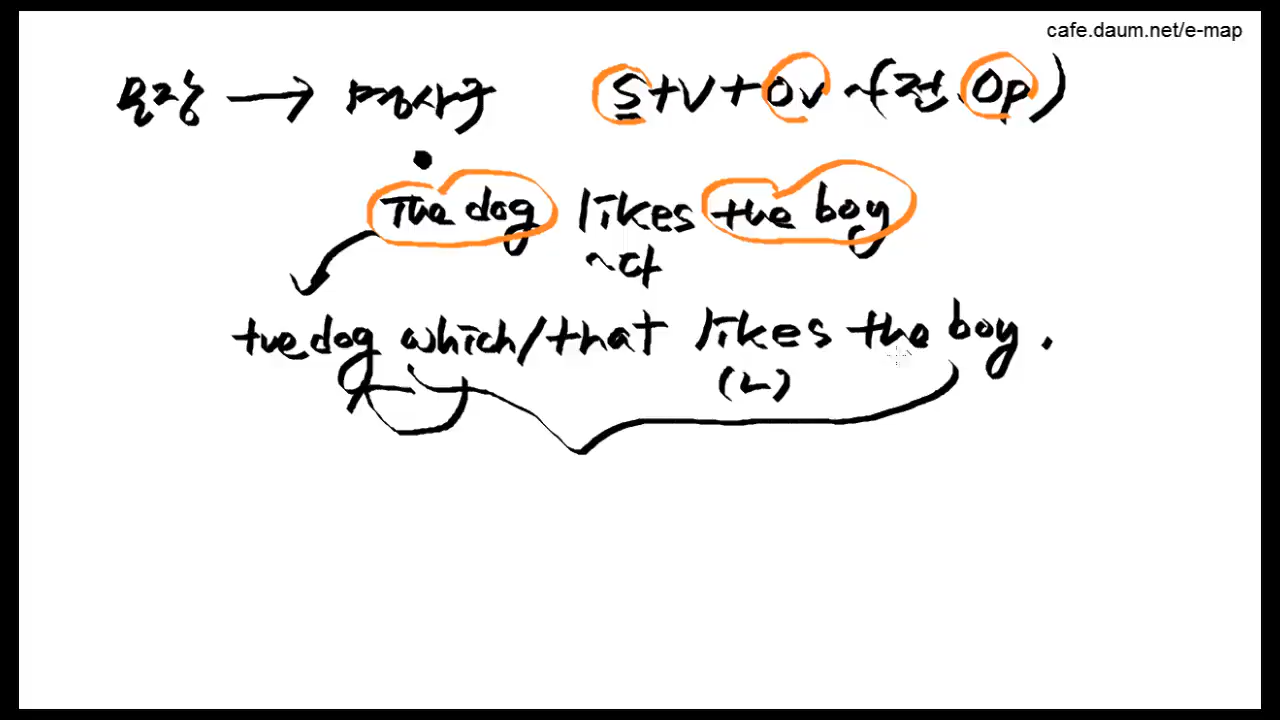 cafe.daum.net/e-map
문장 → 명사구 S+V+Ov ~(전 Op)
The dog likes the boy
~다
the dog which/that likes the boy.
(ㄴ)